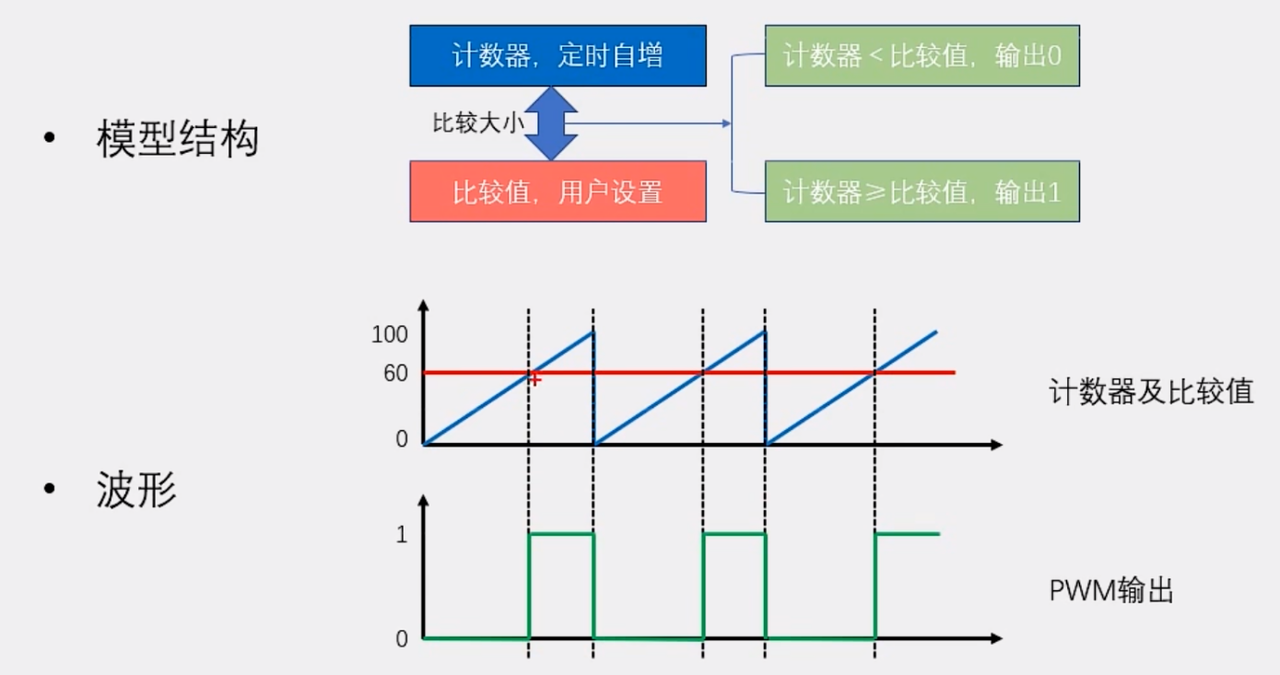 计数器，定时自增
计数器 < 比较值，输出0
比较大小
• 模型结构
比较值，用户设置
计数器≥比较值，输出1
100
60
0
计数器及比较值
• 波形
1
0
PWM输出